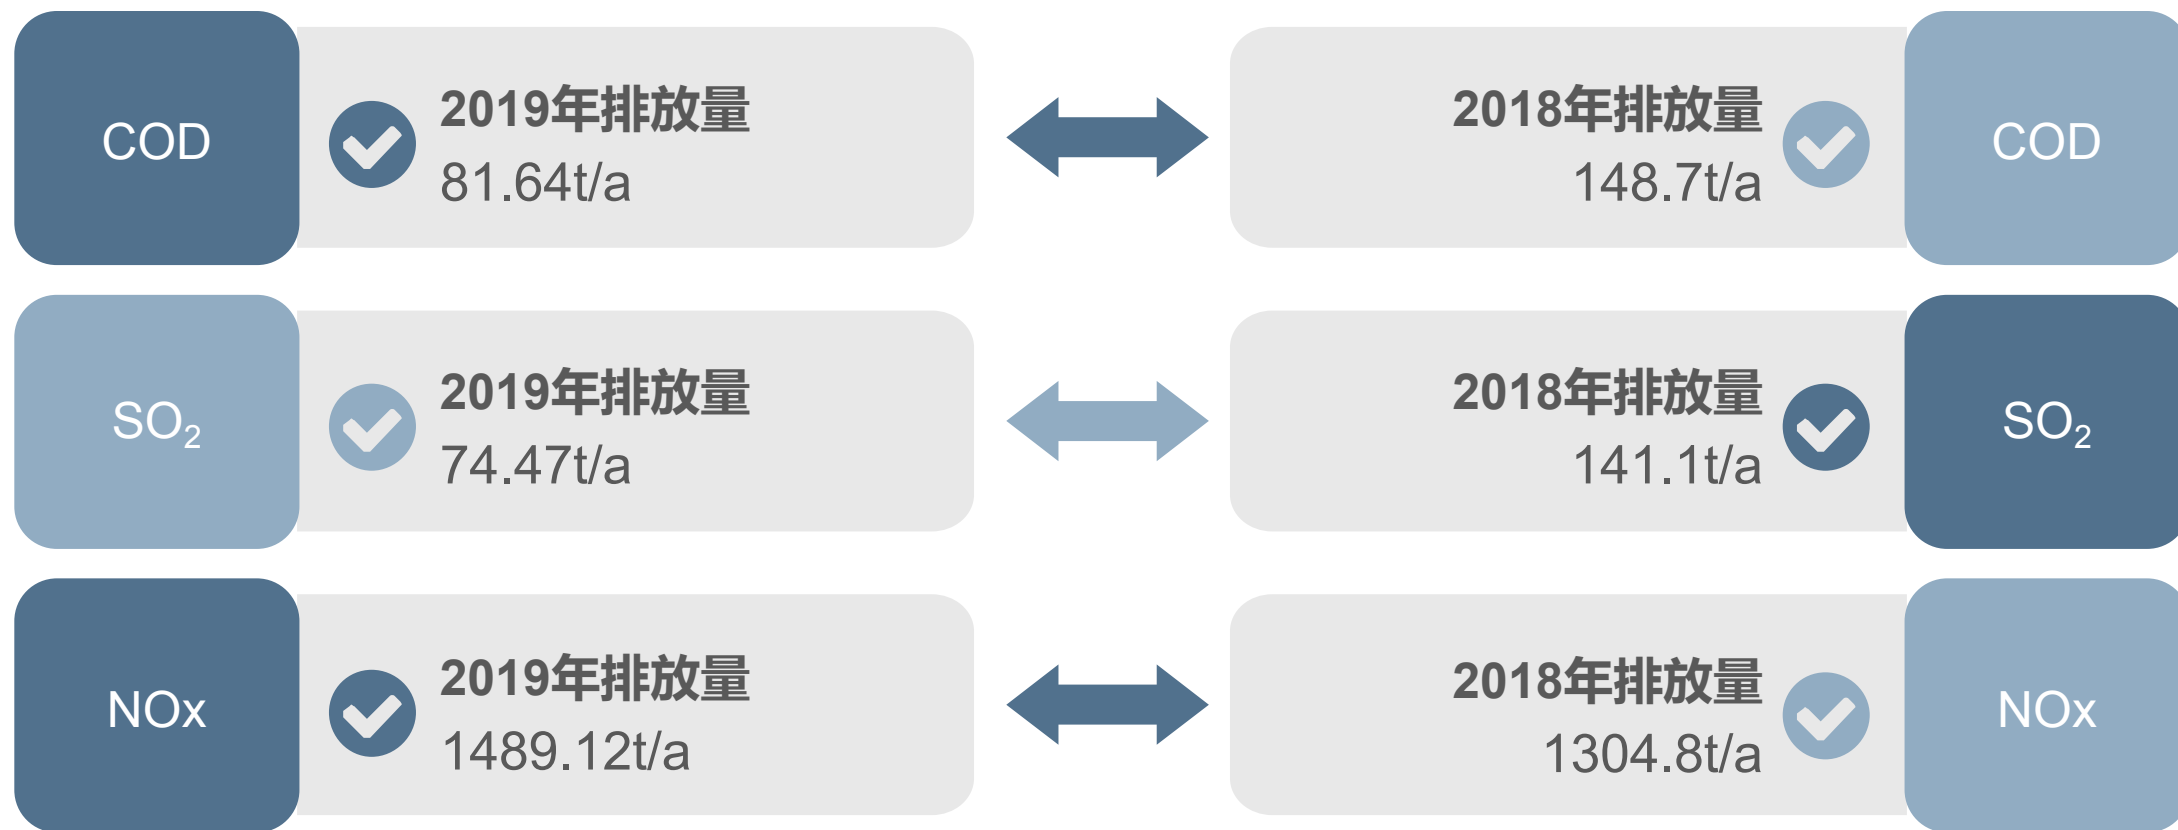 COD
2019年排放量
81.64t/a
2018年排放量
148.7t/a
COD
SO₂
2019年排放量
74.47t/a
2018年排放量
141.1t/a
SO₂
NOx
2019年排放量
1489.12t/a
2018年排放量
1304.8t/a
NOx